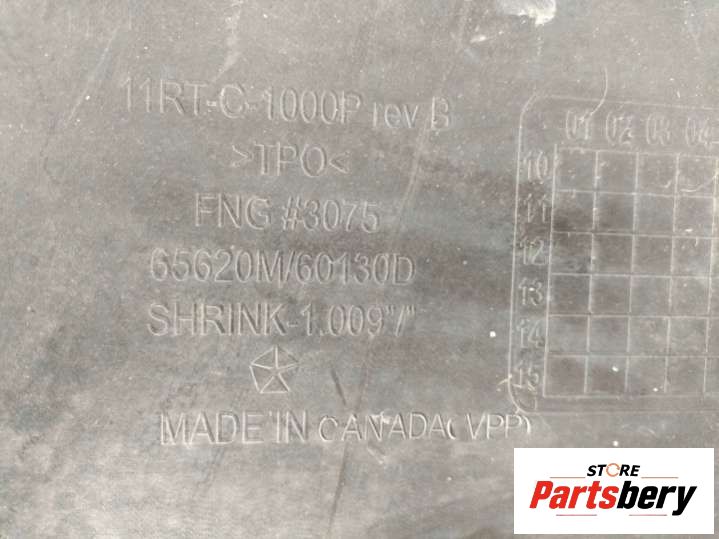 11RT-C-1000P rev B
>TPO<
FNG #3075
65620M/60130D
SHRINK-1.009"/"
MADE IN CANADA(VPP)
01 02 03 04
10
11
12
13
14
15
STORE
Partsbery